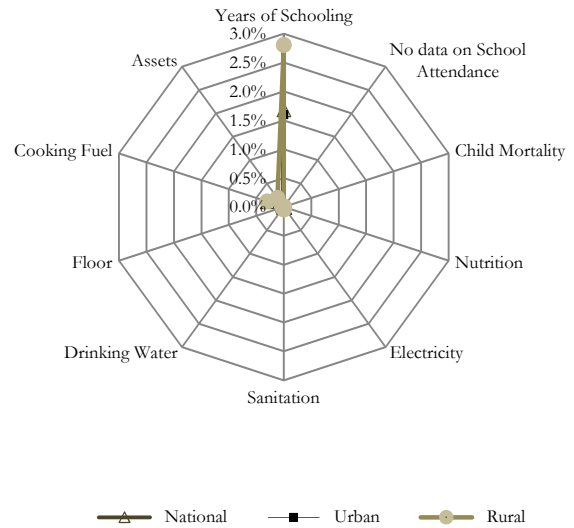 Years of Schooling
3.0%
No data on School
Attendance
Assets
2.5%
2.0%
1.5%
Cooking Fuel
Child Mortality
1.0%
0.5%
0.0%
Floor
Nutrition
Drinking Water
Electricity
Sanitation
National Urban Rural